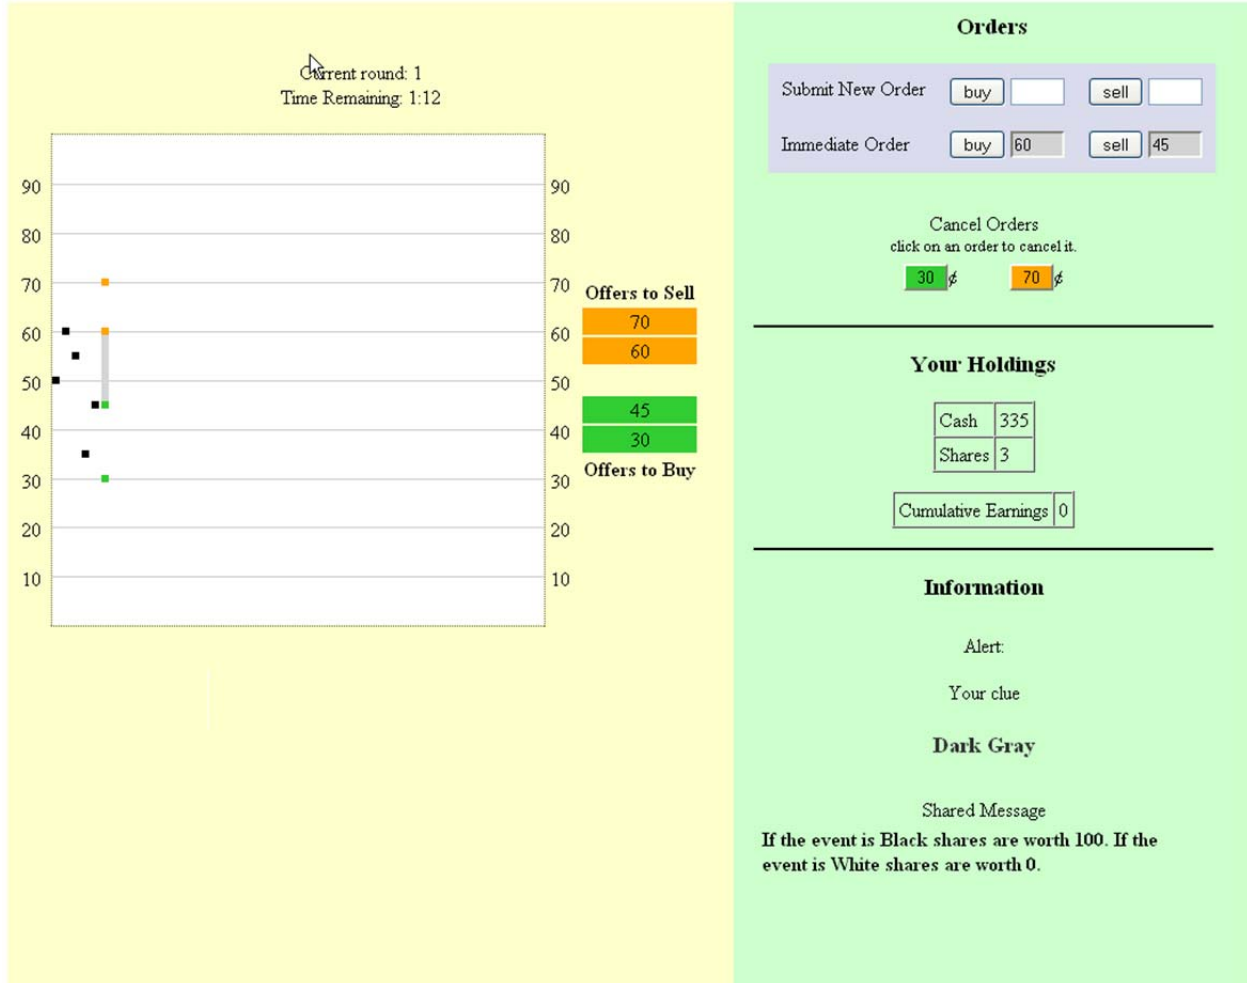 Current round: 1
Time Remaining: 1:12
90 90
80 80
70 70
60 60
50 50
40 40
30 30
20 20
10 10
Offers to Sell
70
60
45
30
Offers to Buy
Orders
Submit New Order buy sell
Immediate Order buy 60 sell 45
Cancel Orders
click on an order to cancel it.
30 ¢ 70 ¢
Your Holdings
Cash 335
Shares 3
Cumulative Earnings 0
Information
Alert:
Your clue
Dark Gray
Shared Message
If the event is Black shares are worth 100. If the
event is White shares are worth 0.